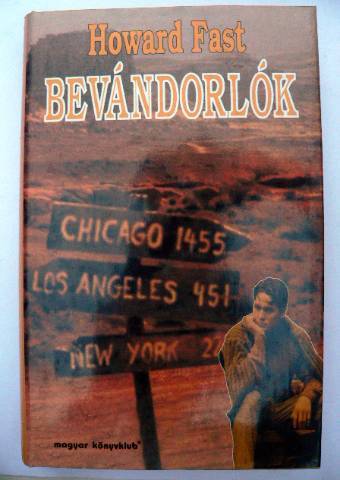 Howard Fast
BEVÁNDORLÓK
CHICAGO 1455
LOS ANGELES 451
NEW YORK
magyar könyvklub